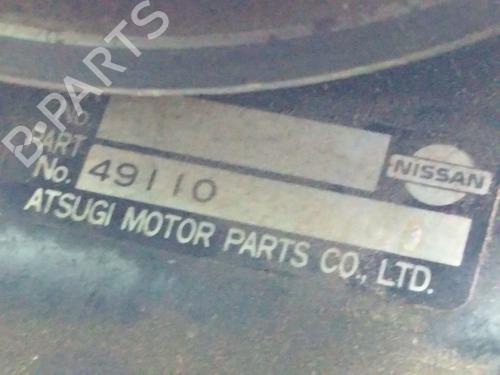 B-PARTS
PART
No. 49110
NISSAN
ATSUGI MOTOR PARTS CO., LTD.